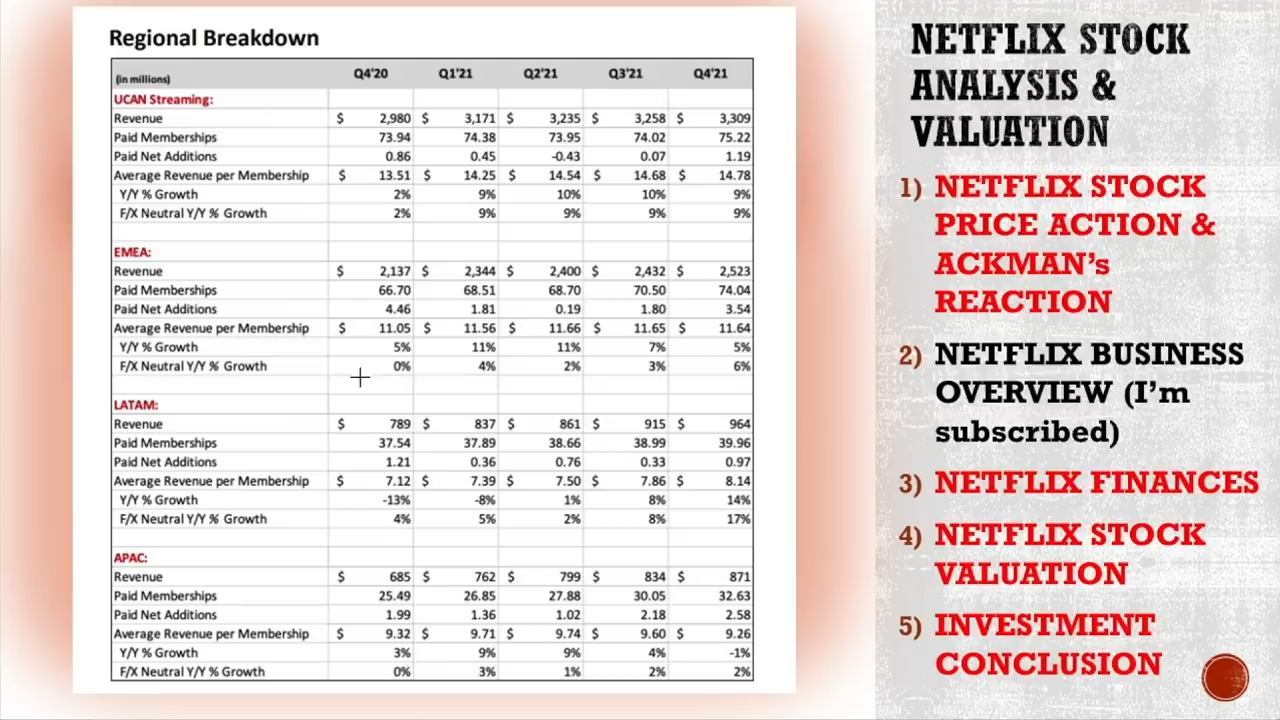 Regional Breakdown
(in millions) Q4'20 Q1'21 Q2'21 Q3'21 Q4'21
UCAN Streaming:
Revenue $ 2,980 $ 3,171 $ 3,235 $ 3,258 $ 3,309
Paid Memberships 73.94 74.38 73.95 74.02 75.22
Paid Net Additions 0.86 0.45 -0.43 0.07 1.19
Average Revenue per Membership $ 13.51 $ 14.25 $ 14.54 $ 14.68 $ 14.78
Y/Y % Growth 2% 9% 10% 10% 9%
F/X Neutral Y/Y % Growth 2% 9% 9% 9% 9%
EMEA:
Revenue $ 2,137 $ 2,344 $ 2,400 $ 2,432 $ 2,523
Paid Memberships 66.70 68.51 68.70 70.50 74.04
Paid Net Additions 4.46 1.81 0.19 1.80 3.54
Average Revenue per Membership $ 11.05 $ 11.56 $ 11.66 $ 11.65 $ 11.64
Y/Y % Growth 5% 11% 11% 7% 5%
F/X Neutral Y/Y % Growth 0% 4% 2% 3% 6%
LATAM:
Revenue $ 789 $ 837 $ 861 $ 915 $ 964
Paid Memberships 37.54 37.89 38.66 38.99 39.96
Paid Net Additions 1.21 0.36 0.76 0.33 0.97
Average Revenue per Membership $ 7.12 $ 7.39 $ 7.50 $ 7.86 $ 8.14
Y/Y % Growth -13% -8% 1% 8% 14%
F/X Neutral Y/Y % Growth 4% 5% 2% 8% 17%
APAC:
Revenue $ 685 $ 762 $ 799 $ 834 $ 871
Paid Memberships 25.49 26.85 27.88 30.05 32.63
Paid Net Additions 1.99 1.36 1.02 2.18 2.58
Average Revenue per Membership $ 9.32 $ 9.71 $ 9.74 $ 9.60 $ 9.26
Y/Y % Growth 3% 9% 9% 4% -1%
F/X Neutral Y/Y % Growth 0% 3% 1% 2% 2%
NETFLIX STOCK
ANALYSIS &
VALUATION
1) NETFLIX STOCK
PRICE ACTION &
ACKMAN's
REACTION
2) NETFLIX BUSINESS
OVERVIEW (I'm
subscribed)
3) NETFLIX FINANCES
4) NETFLIX STOCK
VALUATION
5) INVESTMENT
CONCLUSION